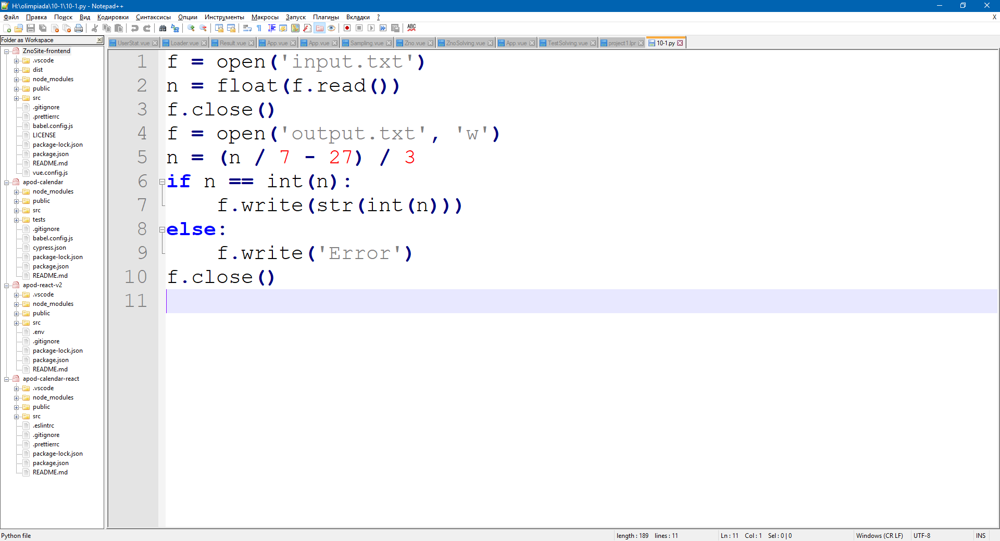 H:\olimpiada\10-1\10-1.py - Notepad++
Файл Правка Поиск Вид Кодировки Синтаксисы Опции Инструменты Макросы Запуск Плагины Вкладки ? X
ABC
Folder as Workspace
UserStat.vue Loader.vue Result.vue App.vue App.vue Sampling.vue Zno.vue ZnoSolving.vue App.vue TestSolving.vue project1.lpr 10-1.py
ZnoSite-frontend
.vscode
dist
node_modules
public
src
.gitignore
.prettierrc
babel.config.js
LICENSE
package-lock.json
package.json
README.md
vue.config.js
apod-calendar
node_modules
public
src
tests
.gitignore
babel.config.js
cypress.json
package-lock.json
package.json
README.md
apod-react-v2
.vscode
node_modules
public
src
.env
.gitignore
package-lock.json
package.json
README.md
apod-calendar-react
.vscode
node_modules
public
src
.eslintrc
.gitignore
.prettierrc
package-lock.json
package.json
README.md
1 f = open('input.txt')
2 n = float(f.read())
3 f.close()
4 f = open('output.txt', 'w')
5 n = (n / 7 - 27) / 3
6 if n == int(n):
7     f.write(str(int(n)))
8 else:
9     f.write('Error')
10 f.close()
11
Python file length : 189 lines : 11 Ln : 11 Col : 1 Sel : 0 | 0 Windows (CR LF) UTF-8 INS